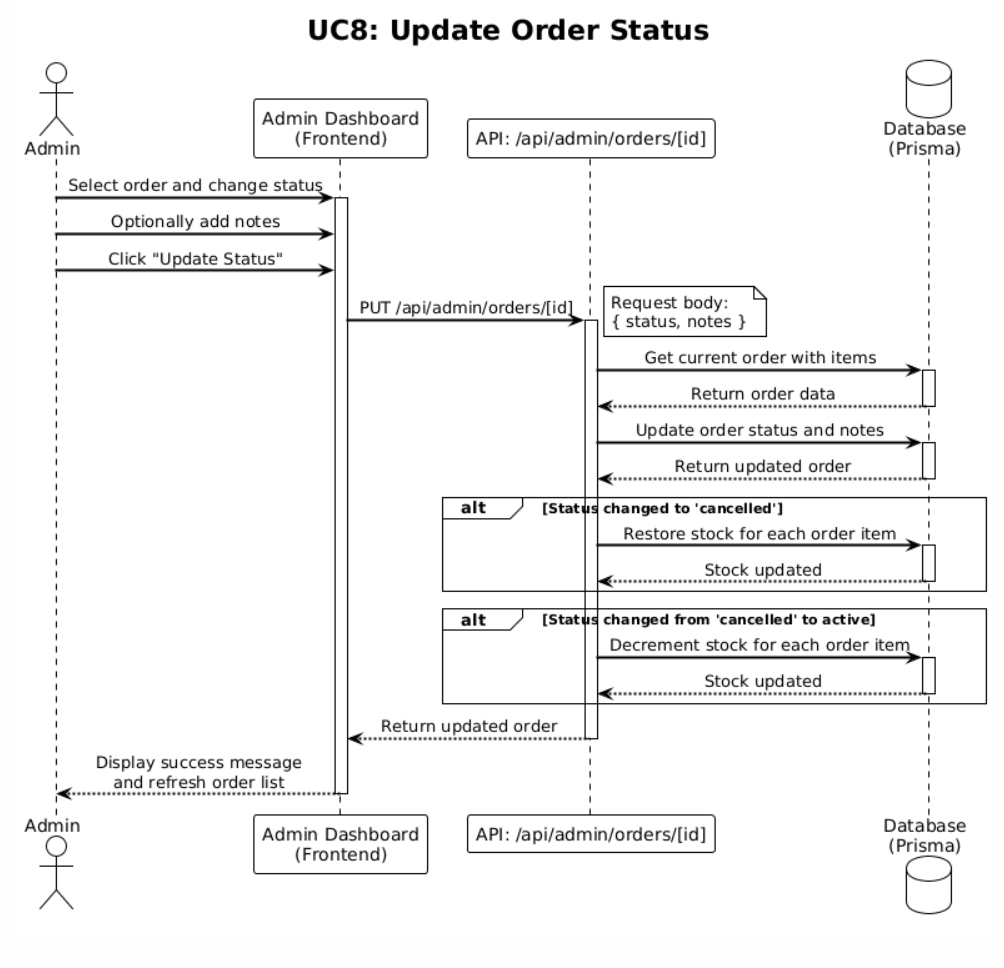 UC8: Update Order Status
Admin
Admin Dashboard
(Frontend)
API: /api/admin/orders/[id]
Database
(Prisma)
Select order and change status
Optionally add notes
Click "Update Status"
PUT /api/admin/orders/[id]
Request body:
{ status, notes }
Get current order with items
Return order data
Update order status and notes
Return updated order
alt [Status changed to 'cancelled']
Restore stock for each order item
Stock updated
alt [Status changed from 'cancelled' to active]
Decrement stock for each order item
Stock updated
Return updated order
Display success message
and refresh order list
Admin
Admin Dashboard
(Frontend)
API: /api/admin/orders/[id]
Database
(Prisma)